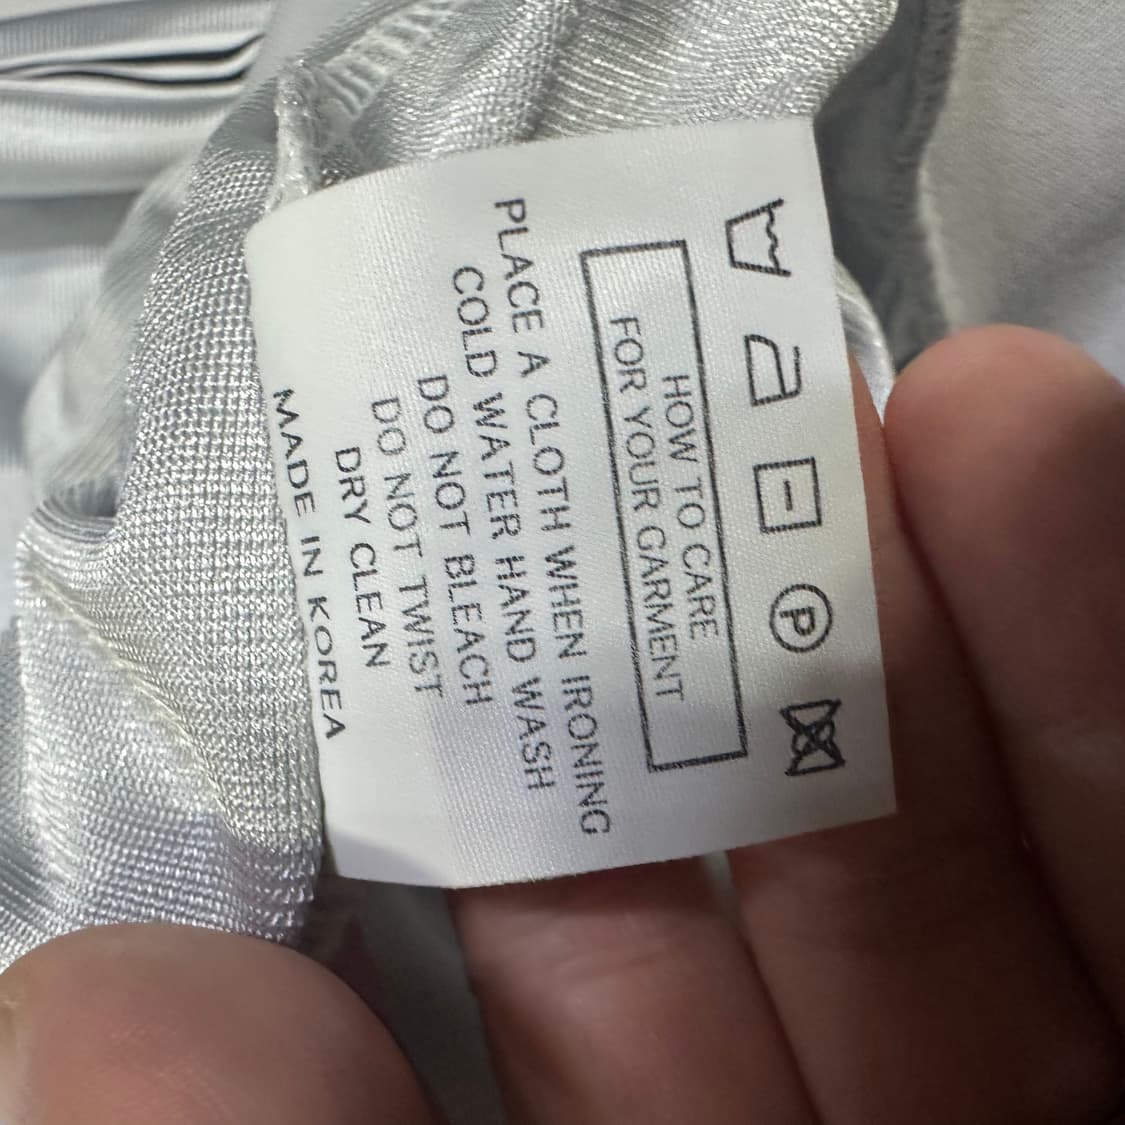 HOW TO CARE
FOR YOUR GARMENT
PLACE A CLOTH WHEN IRONING
COLD WATER HAND WASH
DO NOT BLEACH
DO NOT TWIST
DRY CLEAN
MADE IN KOREA
P